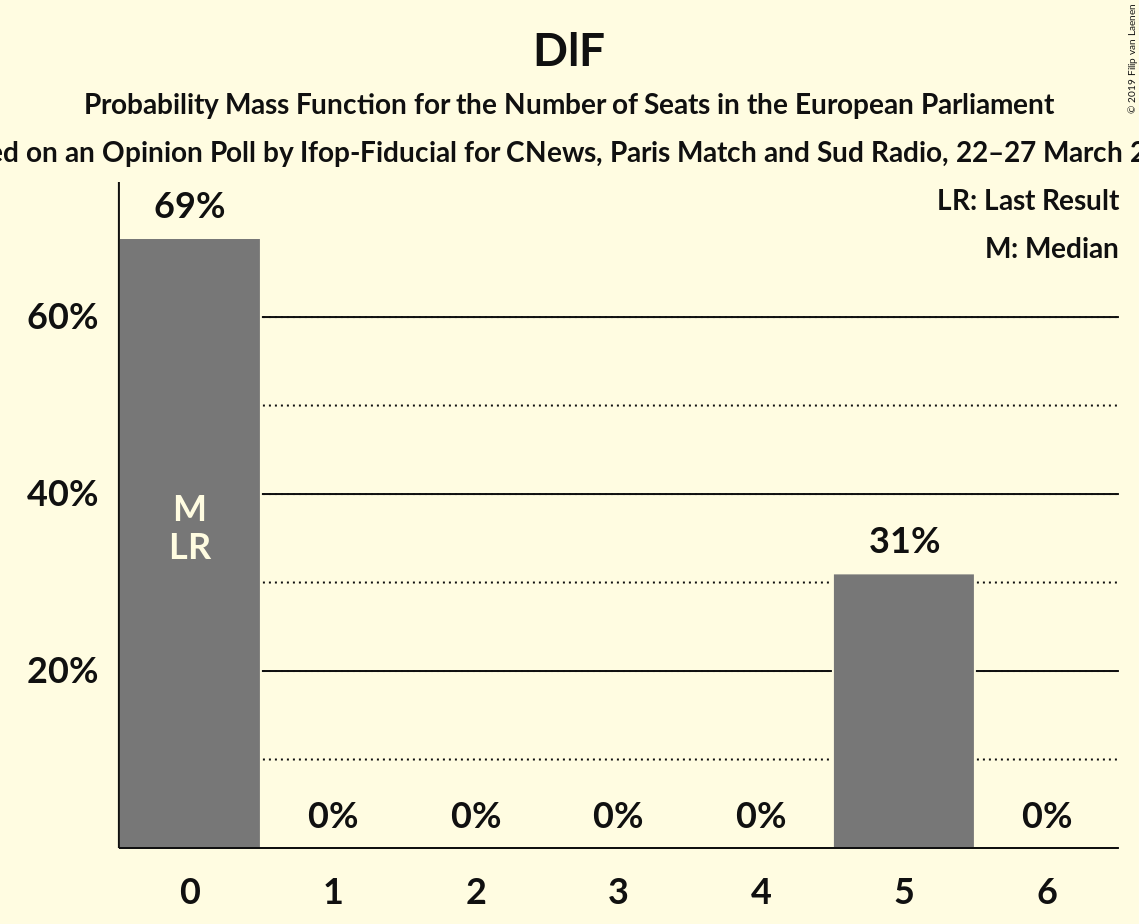 DlF
Probability Mass Function for the Number of Seats in the European Parliament
ed on an Opinion Poll by Ifop-Fiducial for CNews, Paris Match and Sud Radio, 22–27 March 2
© 2019 Filip van Laenen
LR: Last Result
M: Median
69%
60%
40%
20%
M
LR
31%
0%
0%
0%
0%
0%
0
1
2
3
4
5
6